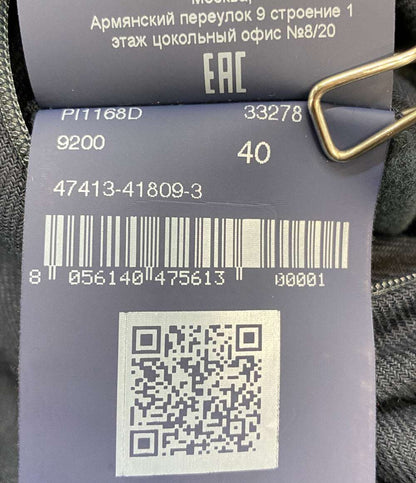 Москва,
Армянский переулок 9 строение 1
этаж цокольный офис №8/20
EAC
PI1168D 33278
9200 40
47413-41809-3
8 056140 475613 00001